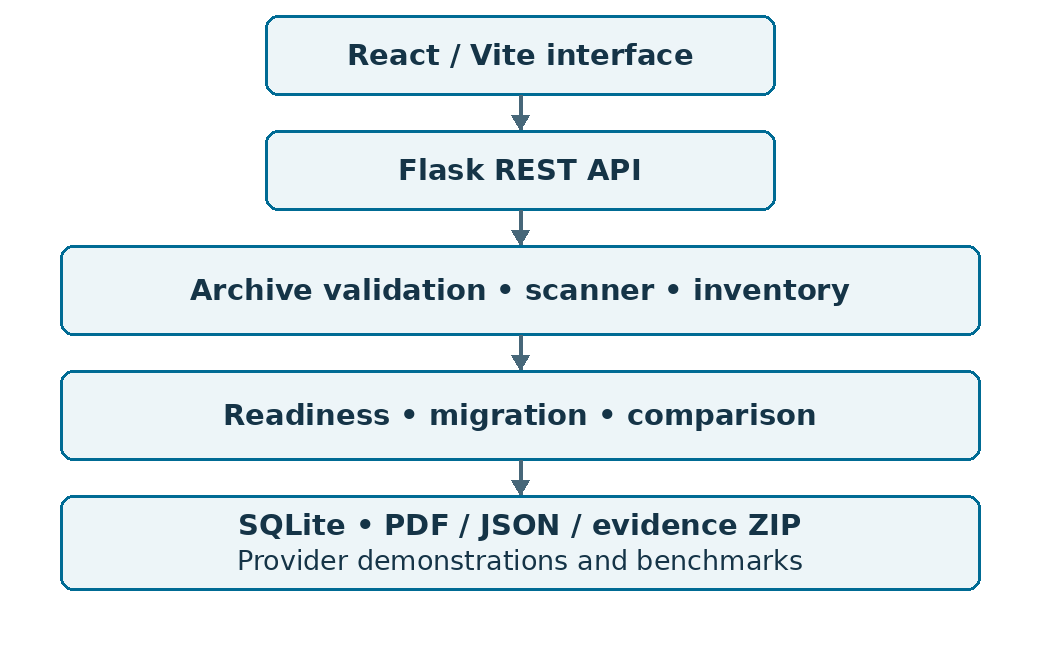 React / Vite interface
Flask REST API
Archive validation • scanner • inventory
Readiness • migration • comparison
SQLite • PDF / JSON / evidence ZIP
Provider demonstrations and benchmarks